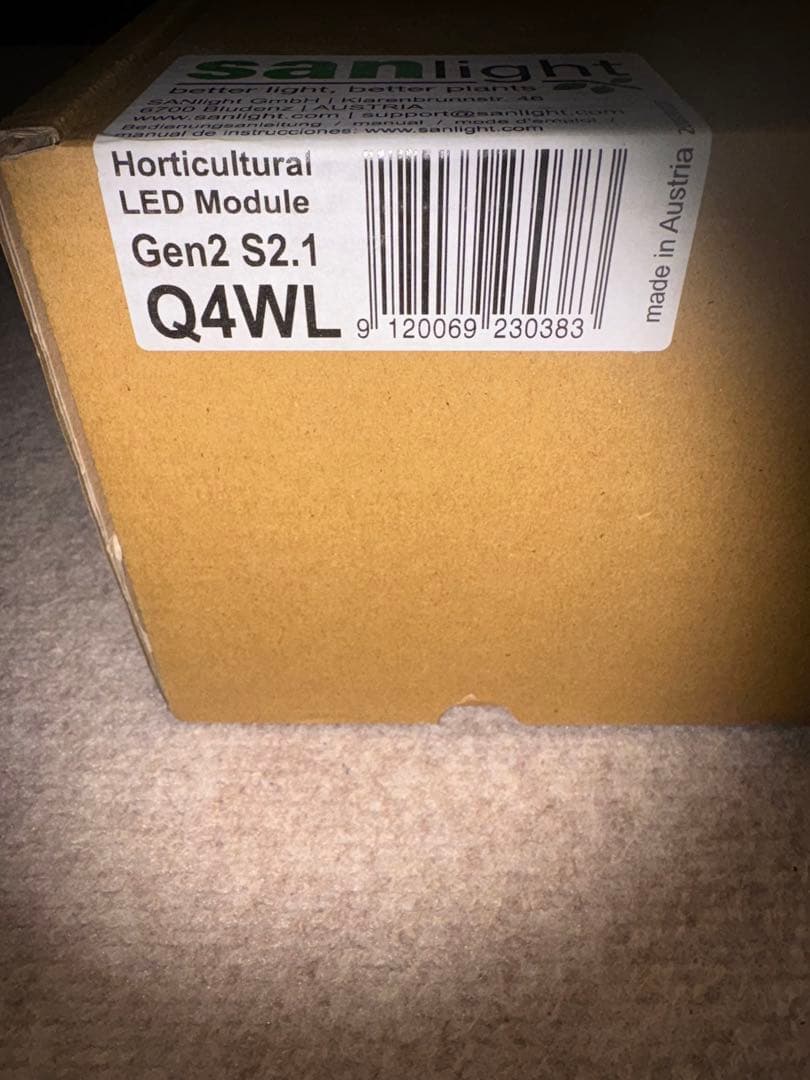 sanlight
better light, better plants
SANlight GmbH | Klarenbrunnstr. 46
6700 Bludenz | AUSTRIA
www.sanlight.com | support@sanlight.com
Bedienungsanleitung / manual / mode d'emploi /
manual de instrucciones: www.sanlight.com
Horticultural
LED Module
Gen2 S2.1
Q4WL
9 120069 230383
made in Austria